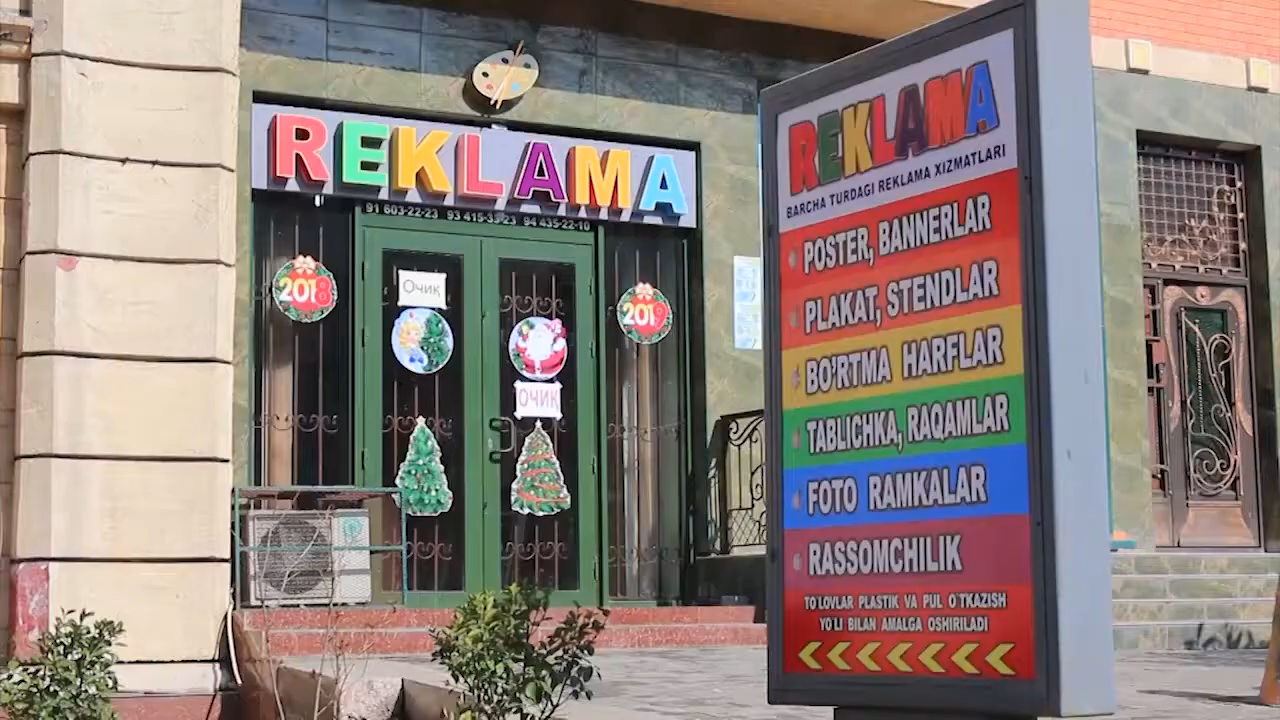 REKLAMA
91 603-22-23 93 415-33-23 94 435-22-10
2018
Очиқ
2019
ОЧИҚ
REKLAMA
BARCHA TURDAGI REKLAMA XIZMATLARI
POSTER, BANNERLAR
PLAKAT, STENDLAR
BO'RTMA HARFLAR
TABLICHKA, RAQAMLAR
FOTO RAMKALAR
RASSOMCHILIK
TO`LOVLAR PLASTIK VA PUL O`TKAZISH
YO'LI BILAN AMALGA OSHIRILADI